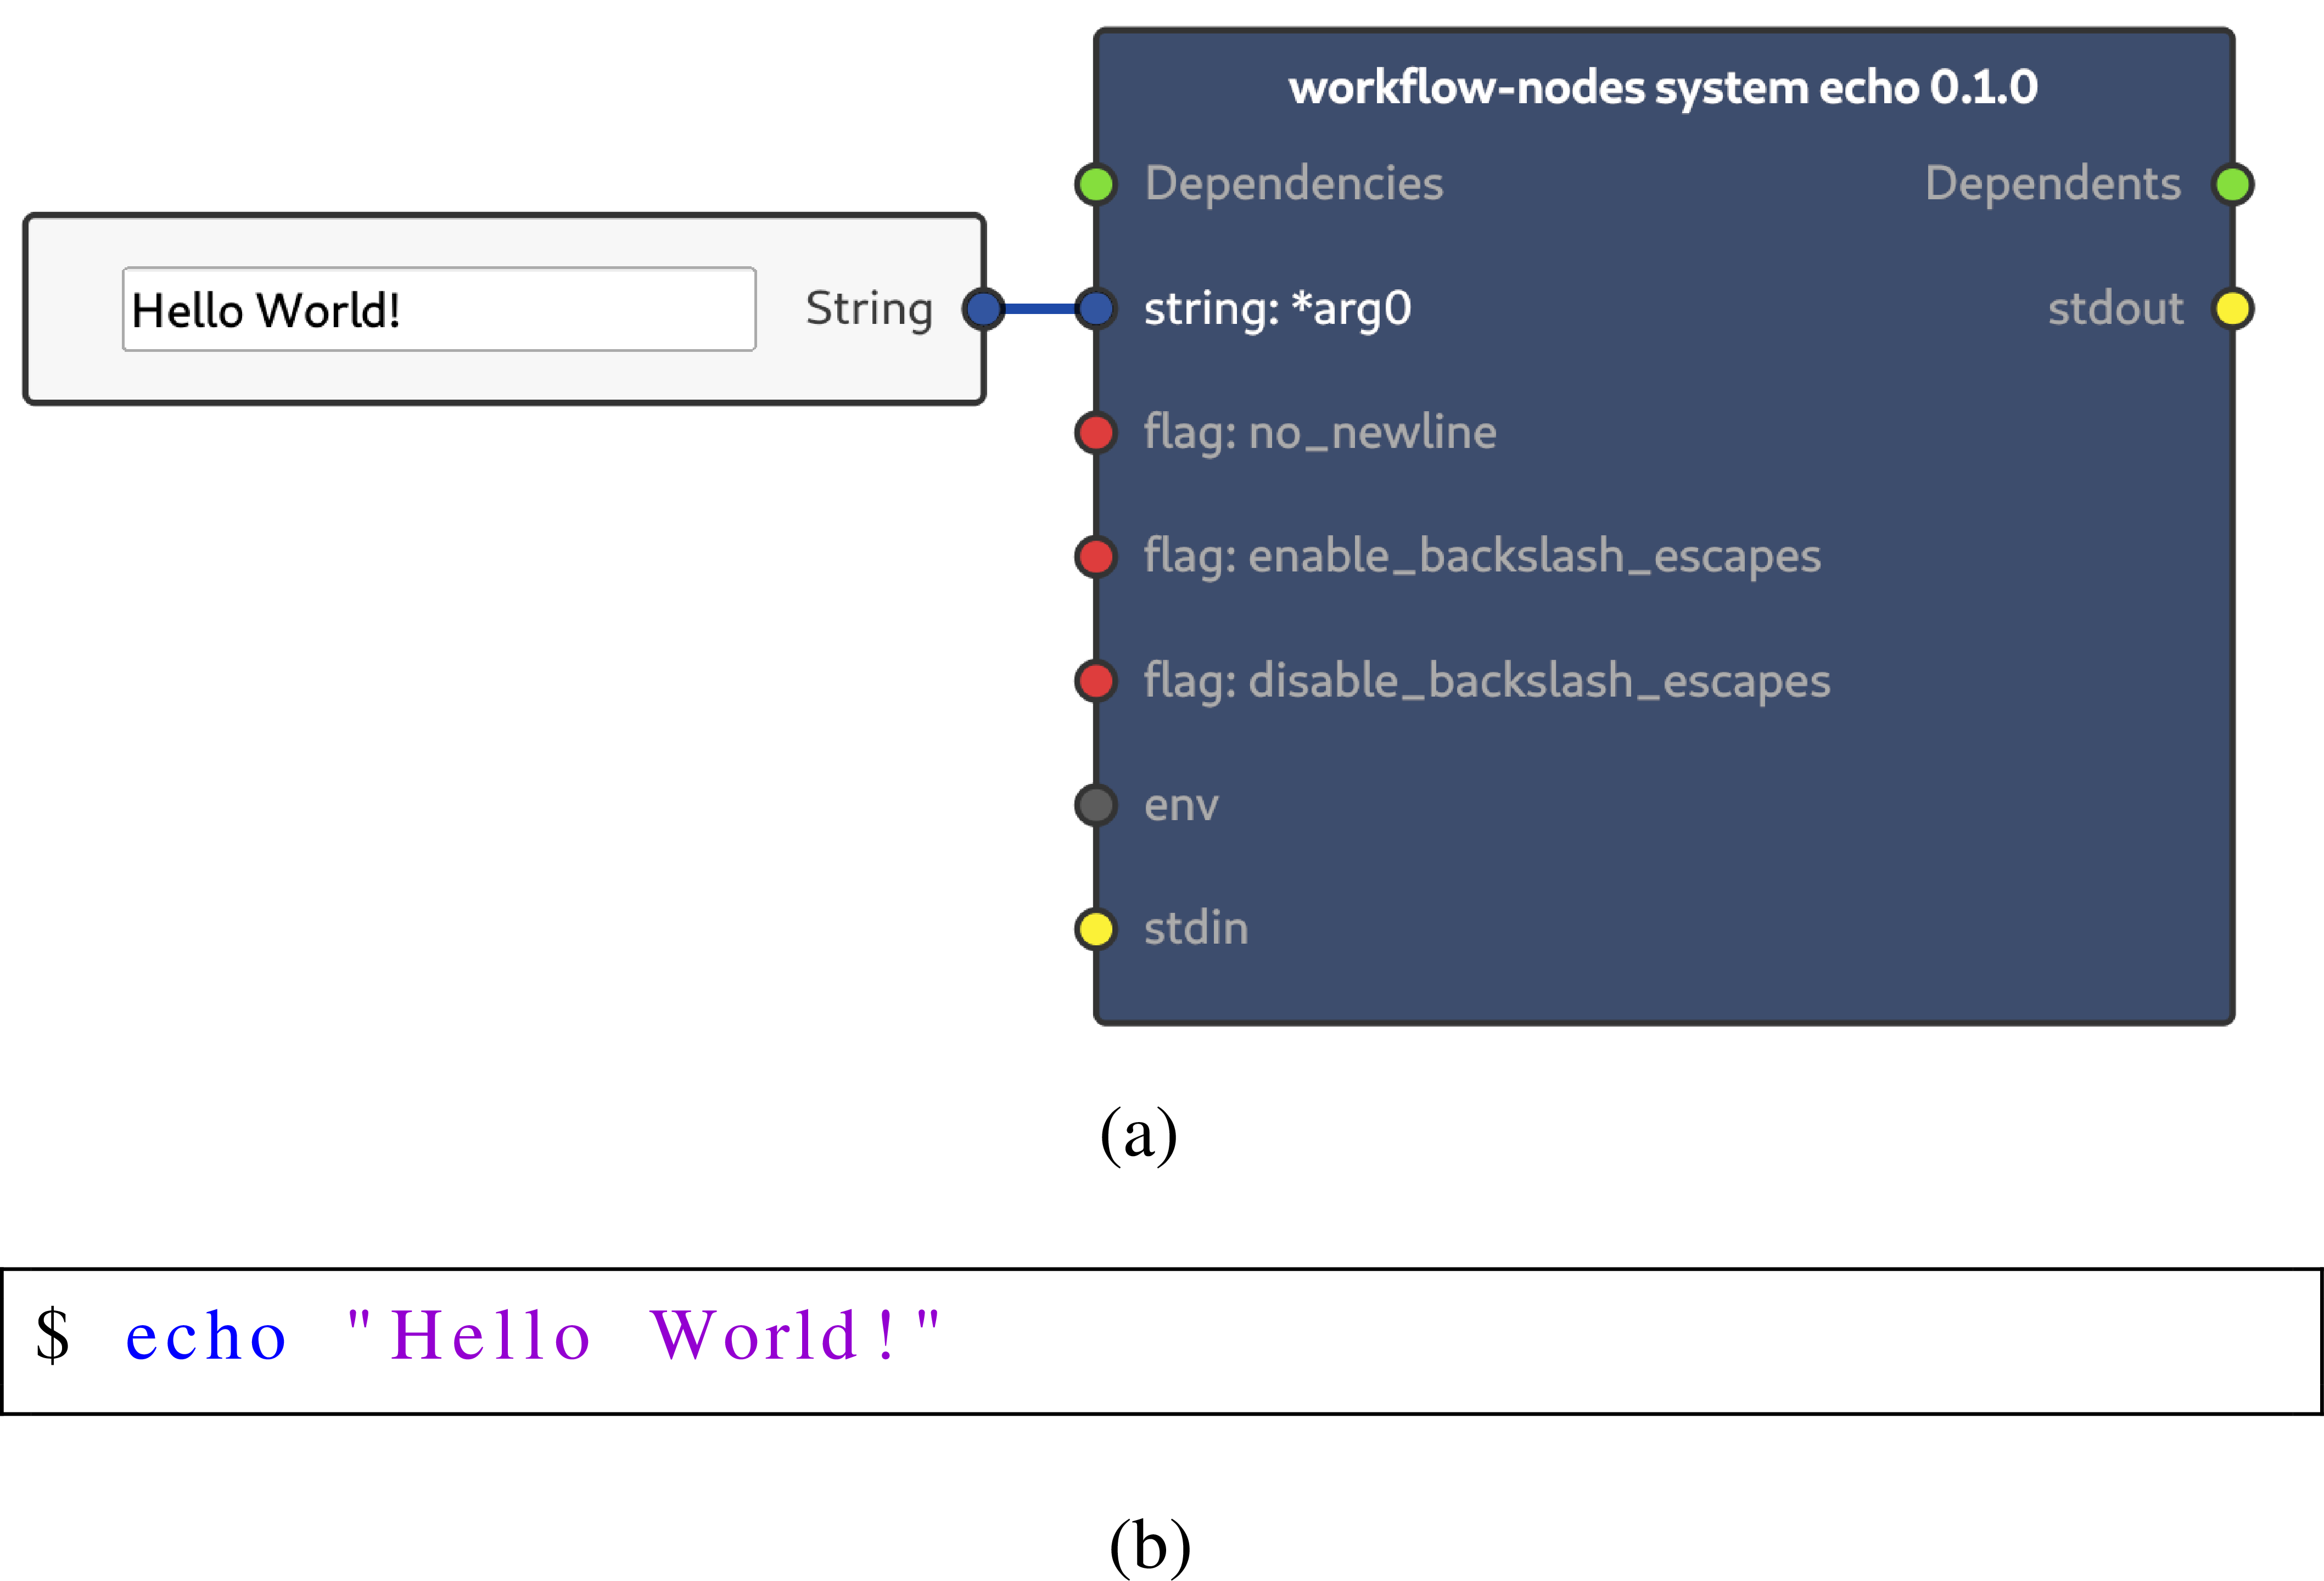 workflow-nodes system echo 0.1.0
Dependencies
Dependents
Hello World!
String
string: *arg0
stdout
flag: no_newline
flag: enable_backslash_escapes
flag: disable_backslash_escapes
env
stdin
(a)
$ echo "Hello World!"
(b)